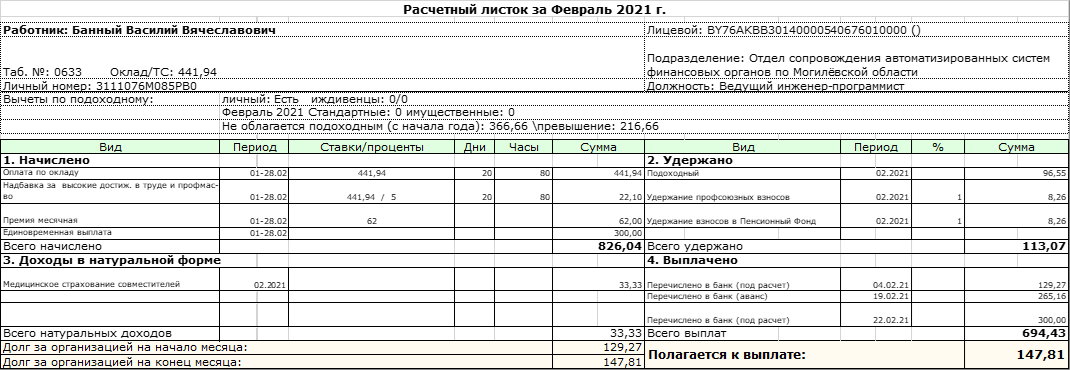 Расчетный листок за Февраль 2021 г.
Работник: Банный Василий Вячеславович
Лицевой: BY76AKBB30140000540676010000 ()
Таб. №: 0633 Оклад/ТС: 441,94
Подразделение: Отдел сопровождения автоматизированных систем
финансовых органов по Могилёвской области
Личный номер: 3111076M085PB0
Должность: Ведущий инженер-программист
Вычеты по подоходному: личный: Есть иждивенцы: 0/0
Февраль 2021 Стандартные: 0 имущественные: 0
Не облагается подоходным (с начала года): 366,66 \превышение: 216,66
Вид Период Ставки/проценты Дни Часы Сумма Вид Период % Сумма
1. Начислено 2. Удержано
Оплата по окладу 01-28.02 441,94 20 80 441,94 Подоходный 02.2021 96,55
Надбавка за высокие достиж. в труде и профмас-
во 01-28.02 441,94 / 5 20 80 22,10 Удержание профсоюзных взносов 02.2021 1 8,26
Премия месячная 01-28.02 62 62,00 Удержание взносов в Пенсионный Фонд 02.2021 1 8,26
Единовременная выплата 01-28.02 300,00
Всего начислено 826,04 Всего удержано 113,07
3. Доходы в натуральной форме 4. Выплачено
Медицинское страхование совместителей 02.2021 33,33 Перечислено в банк (под расчет) 04.02.21 129,27
Перечислено в банк (аванс) 19.02.21 265,16
Перечислено в банк (под расчет) 22.02.21 300,00
Всего натуральных доходов 33,33 Всего выплат 694,43
Долг за организацией на начало месяца: 129,27
Полагается к выплате: 147,81
Долг за организацией на конец месяца: 147,81